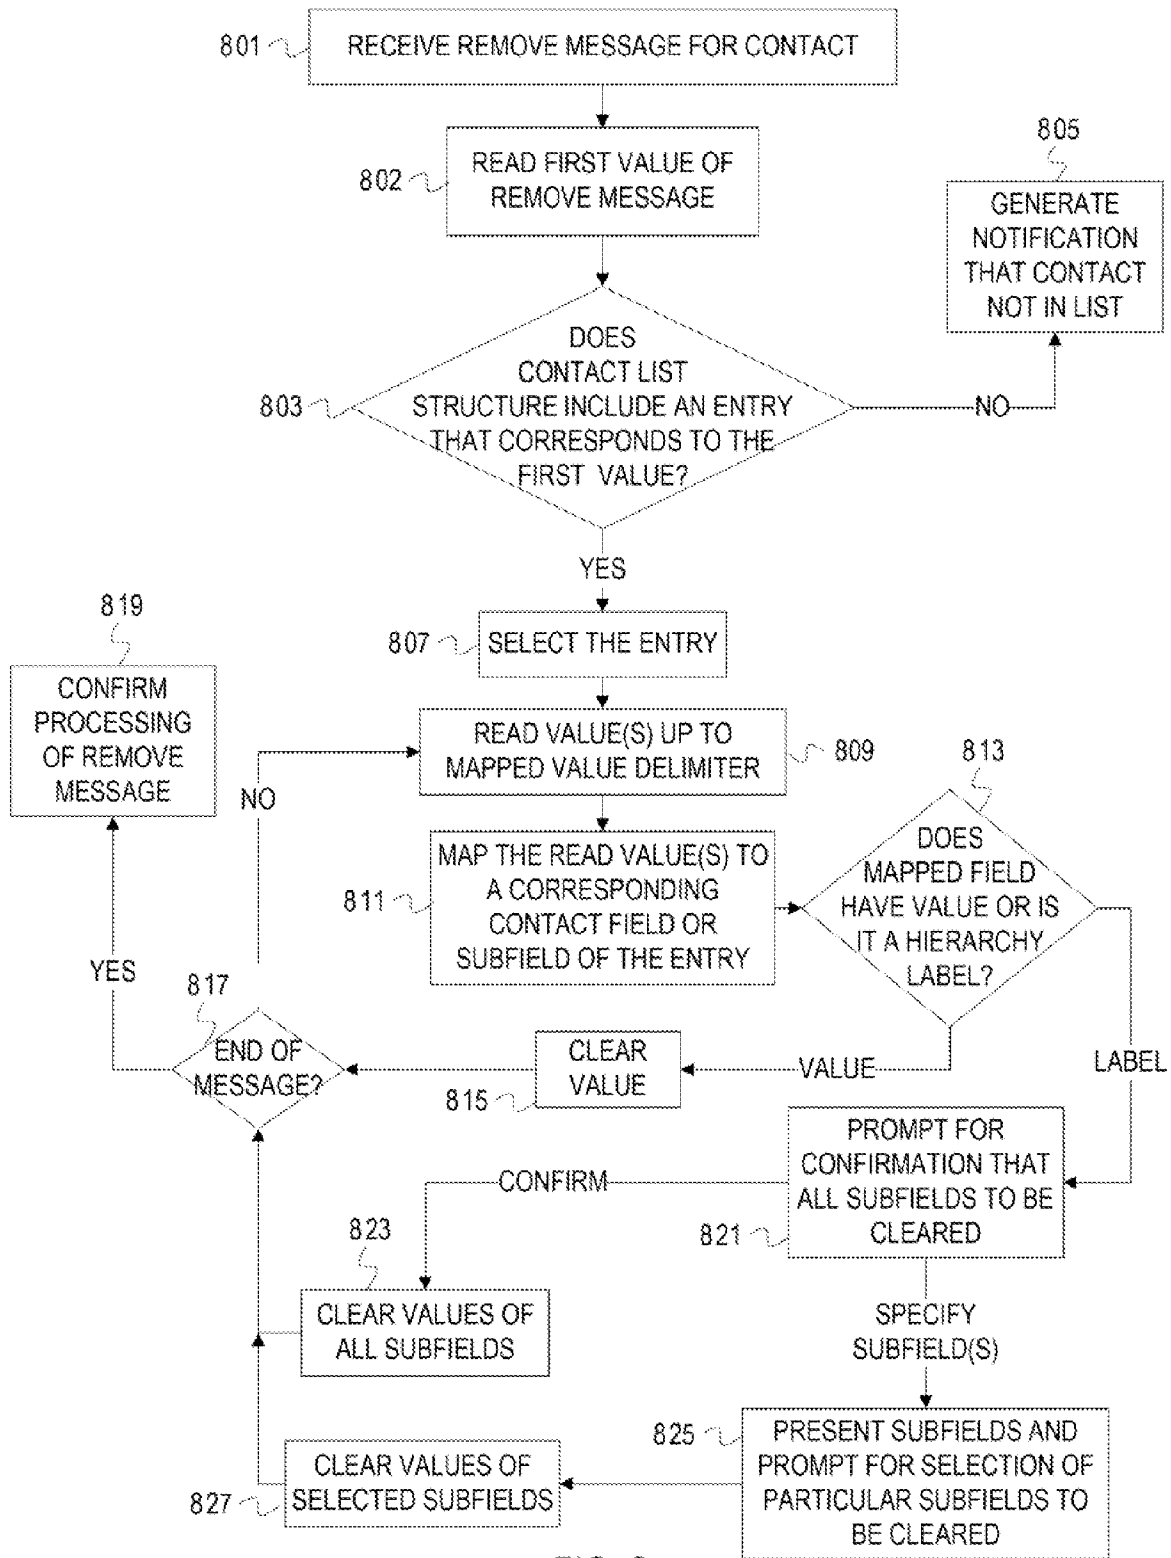 801
RECEIVE REMOVE MESSAGE FOR CONTACT
802
READ FIRST VALUE OF
REMOVE MESSAGE
805
GENERATE
NOTIFICATION
THAT CONTACT
NOT IN LIST
803
DOES
CONTACT LIST
STRUCTURE INCLUDE AN ENTRY
THAT CORRESPONDS TO THE
FIRST VALUE?
NO
YES
819
CONFIRM
PROCESSING
OF REMOVE
MESSAGE
807
SELECT THE ENTRY
READ VALUE(S) UP TO
MAPPED VALUE DELIMITER
809
NO
811
MAP THE READ VALUE(S) TO
A CORRESPONDING
CONTACT FIELD OR
SUBFIELD OF THE ENTRY
813
DOES
MAPPED FIELD
HAVE VALUE OR IS
IT A HIERARCHY
LABEL?
YES
817
END OF
MESSAGE?
CLEAR
VALUE
815
VALUE
LABEL
PROMPT FOR
CONFIRMATION THAT
ALL SUBFIELDS TO BE
CLEARED
821
CONFIRM
823
CLEAR VALUES OF
ALL SUBFIELDS
SPECIFY
SUBFIELD(S)
825
PRESENT SUBFIELDS AND
PROMPT FOR SELECTION OF
PARTICULAR SUBFIELDS TO
BE CLEARED
CLEAR VALUES OF
SELECTED SUBFIELDS
827